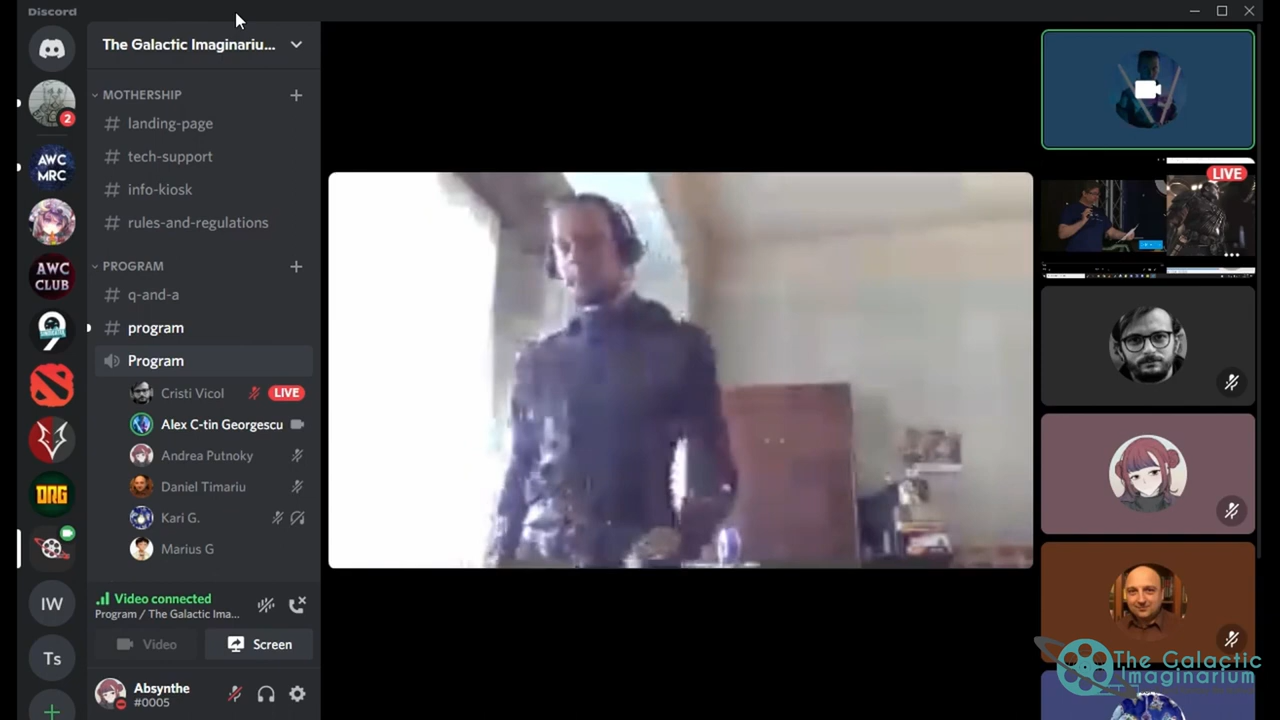 Discord
The Galactic Imaginariu...
MOTHERSHIP
landing-page
tech-support
info-kiosk
rules-and-regulations
PROGRAM
q-and-a
program
Program
Cristi Vicol LIVE
Alex C-tin Georgescu
Andrea Putnoky
Daniel Timariu
Kari G.
Marius G
Video connected
Program / The Galactic Ima...
Video
Screen
Absynthe
#0005
2
AWC
MRC
AWC
CLUB
9
DRG
IW
Ts
LIVE
The Galactic
Imaginarium